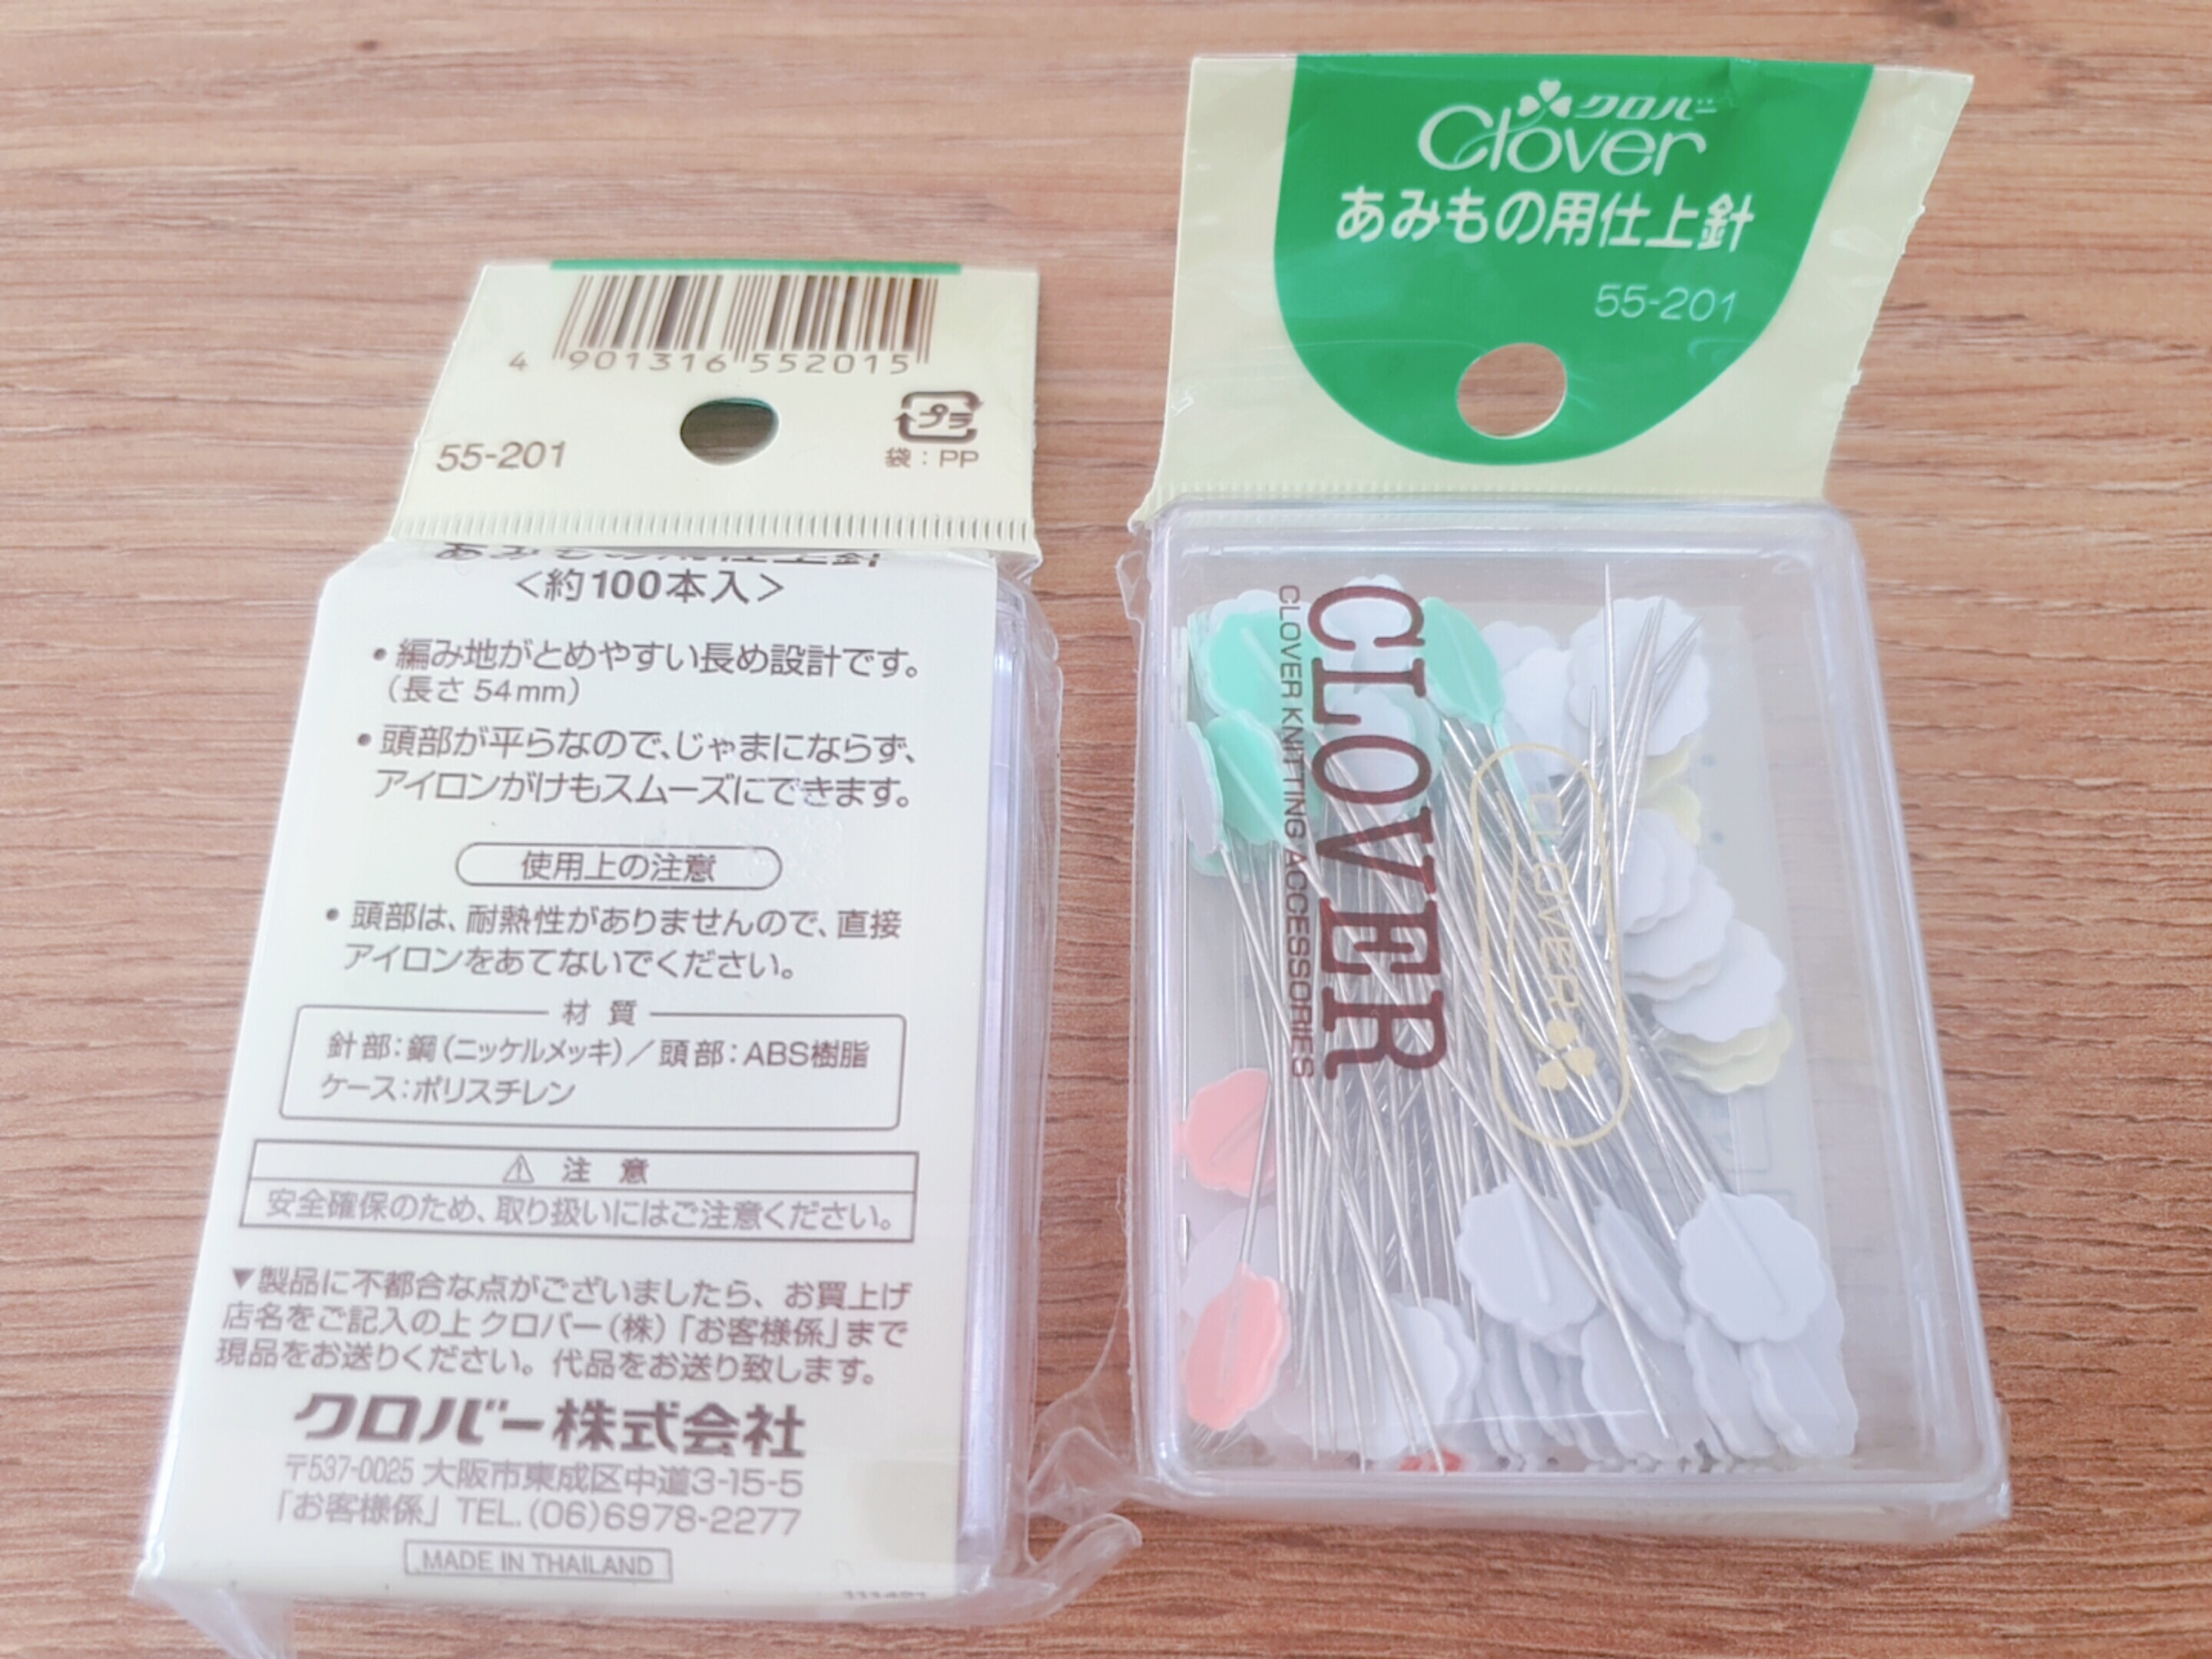 4 901316 552015
55-201
プラ
袋：PP
あみもの用仕上針
＜約100本入＞
• 編み地がとめやすい長め設計です。
（長さ 54mm）
• 頭部が平らなので、じゃまにならず、
アイロンがけもスムーズにできます。
使用上の注意
• 頭部は、耐熱性がありませんので、直接
アイロンをあてないでください。
材質
針部：鋼（ニッケルメッキ）／頭部：ABS樹脂
ケース：ポリスチレン
⚠ 注意
安全確保のため、取り扱いにはご注意ください。
▼製品に不都合な点がございましたら、お買上げ
店名をご記入の上クロバー（株）「お客様係」まで
現品をお送りください。代品をお送り致します。
クロバー株式会社
〒537-0025 大阪市東成区中道3-15-5
「お客様係」 TEL.(06)6978-2277
MADE IN THAILAND
クロバー
Clover
あみもの用仕上針
55-201
CLOVER
CLOVER KNITTING ACCESSORIES
CLOVER